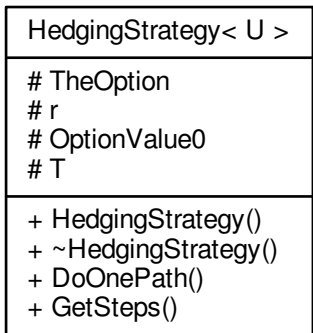 HedgingStrategy< U >
# TheOption
# r
# OptionValue0
# T
+ HedgingStrategy()
+ ~HedgingStrategy()
+ DoOnePath()
+ GetSteps()